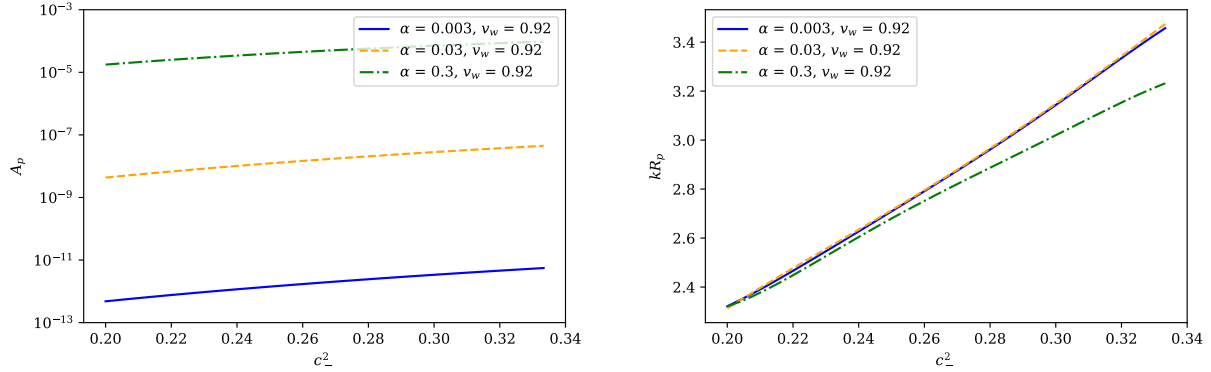 10⁻³
10⁻⁵
10⁻⁷
10⁻⁹
10⁻¹¹
10⁻¹³
A_p
α = 0.003, v_w = 0.92
α = 0.03, v_w = 0.92
α = 0.3, v_w = 0.92
0.20 0.22 0.24 0.26 0.28 0.30 0.32 0.34
c₋²
3.4
3.2
3.0
2.8
2.6
2.4
kR_p
α = 0.003, v_w = 0.92
α = 0.03, v_w = 0.92
α = 0.3, v_w = 0.92
0.20 0.22 0.24 0.26 0.28 0.30 0.32 0.34
c₋²